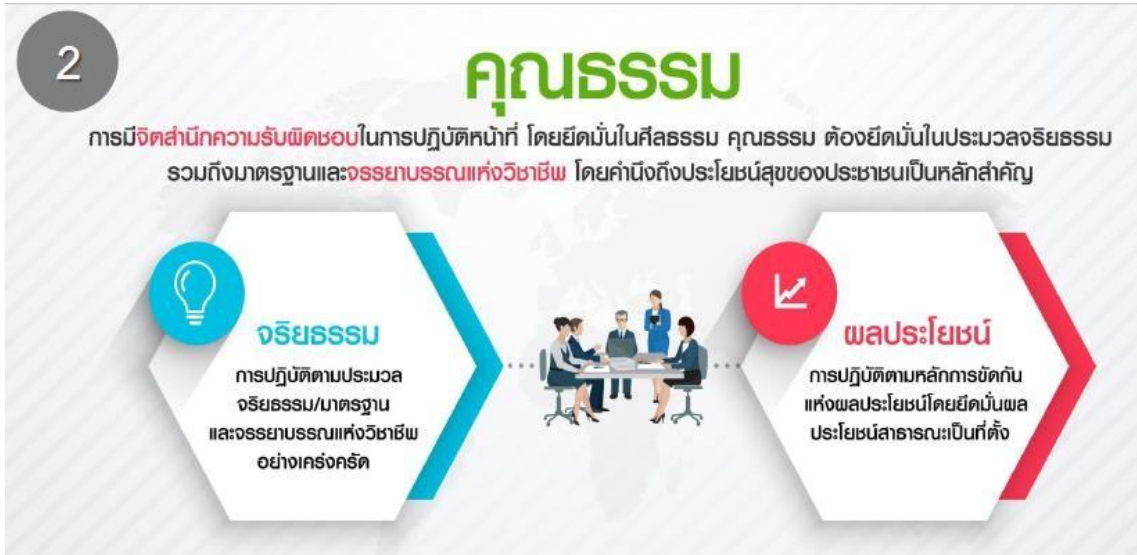 2
คุณธรรม
การมีจิตสำนึกความรับผิดชอบในการปฏิบัติหน้าที่ โดยยึดมั่นในศีลธรรม คุณธรรม ต้องยึดมั่นในประมวลจริยธรรม
รวมถึงมาตรฐานและจรรยาบรรณแห่งวิชาชีพ โดยคำนึงถึงประโยชน์สุขของประชาชนเป็นหลักสำคัญ
จริยธรรม
การปฏิบัติตามประมวล
จริยธรรม/มาตรฐาน
และจรรยาบรรณแห่งวิชาชีพ
อย่างเคร่งครัด
ผลประโยชน์
การปฏิบัติตามหลักการขัดกัน
แห่งผลประโยชน์โดยยึดมั่นผล
ประโยชน์สาธารณะเป็นที่ตั้ง